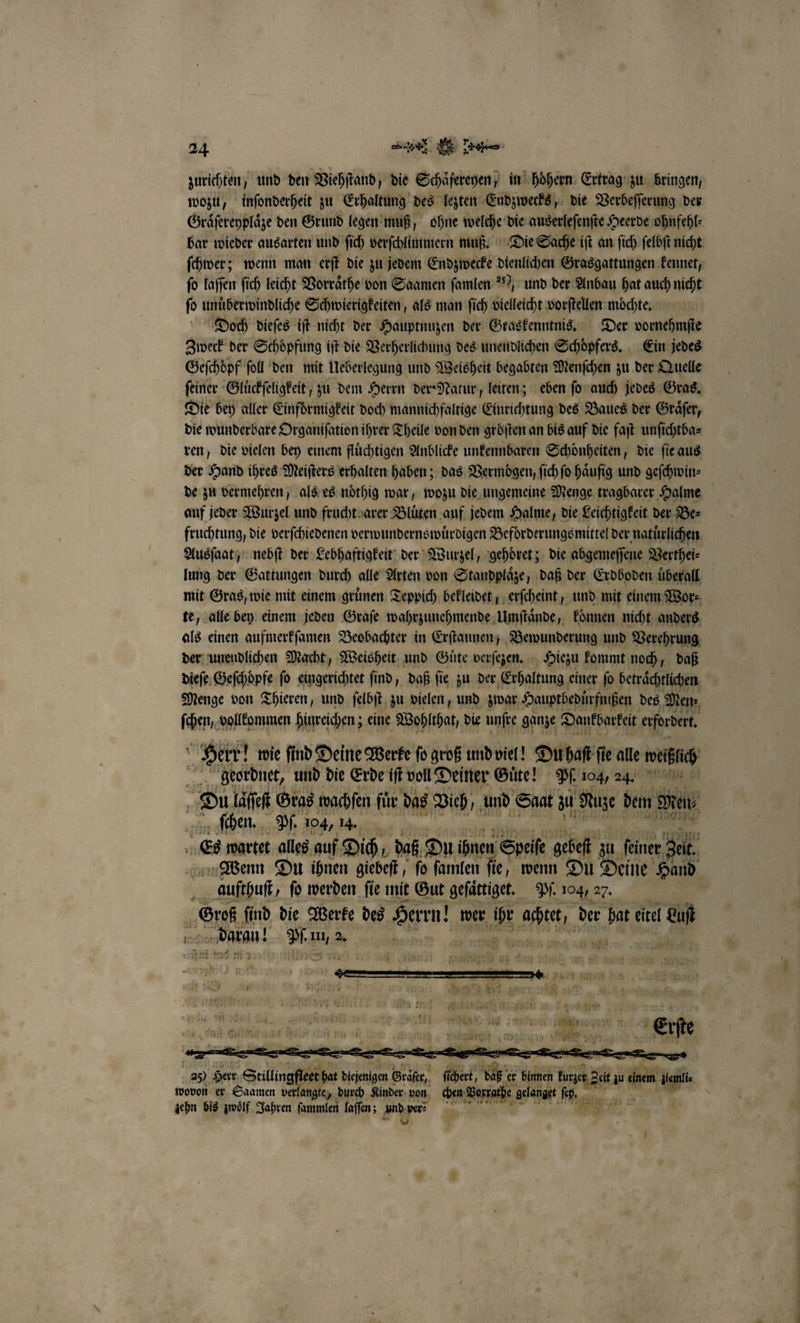 24
zurichten, und den Viehstand, die Schäfereyen, in höhern Ertrag zu bringen,
wozu, insonderheit zu Erhaltung des lezten Endzwecks, die Verbesserung der
Gräsereypläze den Grund legen muß, ohne welche die auserlesenste Heerde ohnfehl-
bar wieder ausarten und sich verschlimmern muß. Die Sache ist an sich selbst nicht
schwer; wenn man erst die zu jedem Endzwecke dienlichen Grasgattungen kennet,
so lassen sich leicht Vorräthe von Saamen samlen 25), und der Anbau hat auch nicht
so unüberwindliche Schwierigkeiten, als man sich vielleicht vorstellen möchte.
Doch dieses ist nicht der Hauptnuzen der Graskenntnis. Der vornehmste
Zweck der Schöpfung ist die Verherlichung des unendlichen Schöpfers. Ein jedes
Geschöpf soll den mit Ueberlegung und Weisheit begabten Menschen zu der Quelle
seiner Glückseligkeit, zu dem Herrn der Natur, leiten; eben so auch jedes Gras.
Die bey aller Einförmigkeit doch mannichfaltige Einrichtung des Baues der Gräser,
die wunderbare Organisation ihrer Theile von den grösten an bis auf die fast unsichtba-
ren, die vielen bey einem flüchtigen Anblicke unkennbaren Schönheiten, die sie aus
der Hand ihres Meisters erhalten haben; das Vermögen, sich so häufig und geschwin-
de zu vermehren, als es nöthig war, wozu die ungemeine Menge tragbarer Halme
auf jeder Wurzel und fruchtbarer Blüten auf jedem Halme, die Leichtigkeit der Be-
fruchtung, die verschiedenen verwundernswürdigen Beförderungsmittel der natürlichen
Aussaat, nebst der Lebhaftigkeit der Wurzel, gehöret; die abgemessene Verthei-
lung der Gattungen durch alle Arten von Standpläze, daß der Erdboden überall
mit Gras, wie mit einem grünen Teppich bekleidet, erscheint, und mit einem Wor-
te, alle bey einem jeden Grase wahrzunehmende Umstände, können nicht anders
als einen aufmerksamen Beobachter in Erstaunen, Bewunderung und Verehrung
der unendlichen Macht, Weisheit und Güte versezen. Hiezu kommt noch, daß
diese Geschöpfe so eingerichtet sind, daß sie zu der Erhaltung einer so beträchtlichen
Menge von Thieren, und selbst zu vielen, und zwar Hauptbedürfnißen des Men-
schen, vollkommen hinreichen; eine Wohlthat, die unsre ganze Dankbarkeit erfordert.
Herr! wie sind Deine Werke so groß und viel! Du hast sie alle weißlich
geordnet, und die Erde ist voll Deiner Güte! Ps. 104, 24.
Du läßest Gras wachsen für das Vieh, und Saat zu Nuze dem Men-
schen. Ps. 104, 14.
Es wartet alles auf Dich, daß Du ihnen Speise gebest zu seiner Zeit.
Wenn Du ihnen giebest, so samlen sie, wenn Du Deine Hand
aufthust, so werden sie mit Gut gesättiget. Ps. 104, 27.
Groß sind die Werke des Herrn! wer ihr achtet, der hat eitel Lust
daran! Ps. 111, 2.
Erste
25) Herr Stillingfleet hat diejenigen Gräser, wovon er Saamen verlangte, durch Kinder von zehn bis zwölf Jahren sammlen lassen; und ver-
sichert, daß er binnen kurzer Zeit zu einem ziemli-
chen Vorrathe gelanget sey.